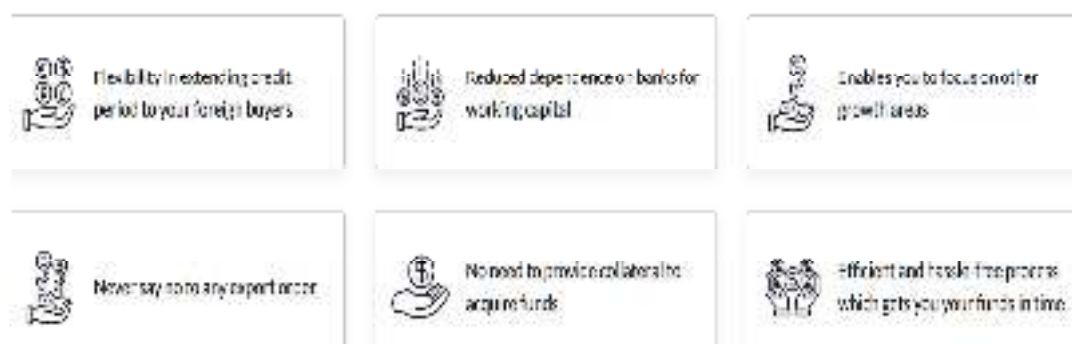 Flexibility in extending credit
period to your foreign buyers
Reduced dependence on banks for
working capital
Enables you to focus on other
growth areas
Never say no to any export order
No need to provide collateral to
acquire funds
Efficient and hassle-free process
which gets you your funds in time